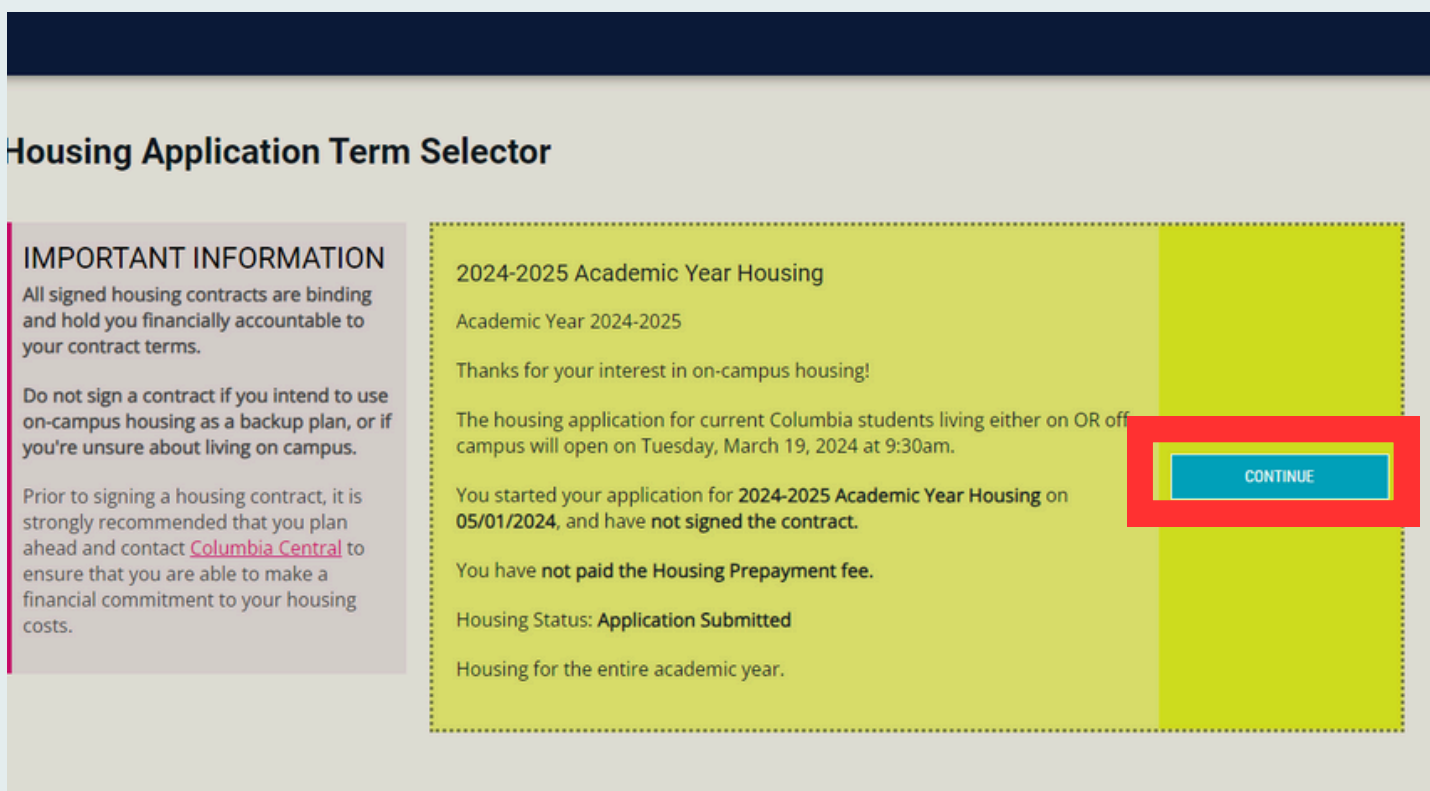 Housing Application Term Selector
IMPORTANT INFORMATION
All signed housing contracts are binding
and hold you financially accountable to
your contract terms.
Do not sign a contract if you intend to use
on-campus housing as a backup plan, or if
you're unsure about living on campus.
Prior to signing a housing contract, it is
strongly recommended that you plan
ahead and contact Columbia Central to
ensure that you are able to make a
financial commitment to your housing
costs.
2024-2025 Academic Year Housing
Academic Year 2024-2025
Thanks for your interest in on-campus housing!
The housing application for current Columbia students living either on OR off
campus will open on Tuesday, March 19, 2024 at 9:30am.
You started your application for 2024-2025 Academic Year Housing on
05/01/2024, and have not signed the contract.
You have not paid the Housing Prepayment fee.
Housing Status: Application Submitted
Housing for the entire academic year.
CONTINUE